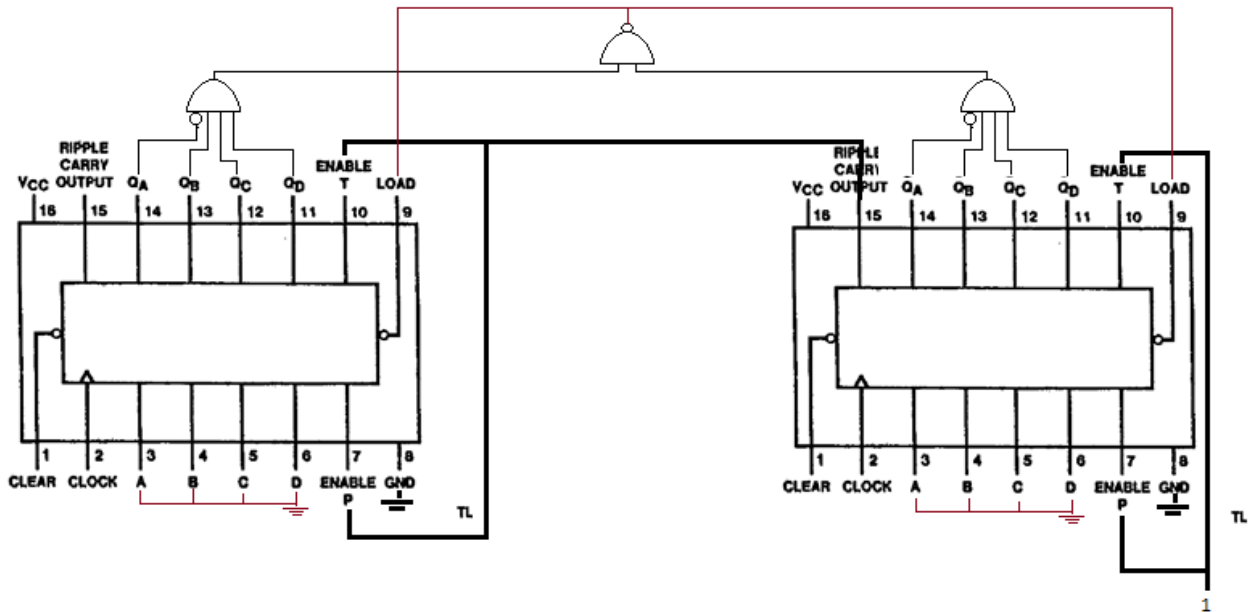 RIPPLE
CARRY
OUTPUT
VCC
QA QB QC QD
ENABLE
T
LOAD
16 15 14 13 12 11 10 9
1 2 3 4 5 6 7 8
CLEAR CLOCK A B C D ENABLE
P
GND
TL
RIPPLE
CARRY
OUTPUT
VCC
QA QB QC QD
ENABLE
T
LOAD
16 15 14 13 12 11 10 9
1 2 3 4 5 6 7 8
CLEAR CLOCK A B C D ENABLE
P
GND
TL
1